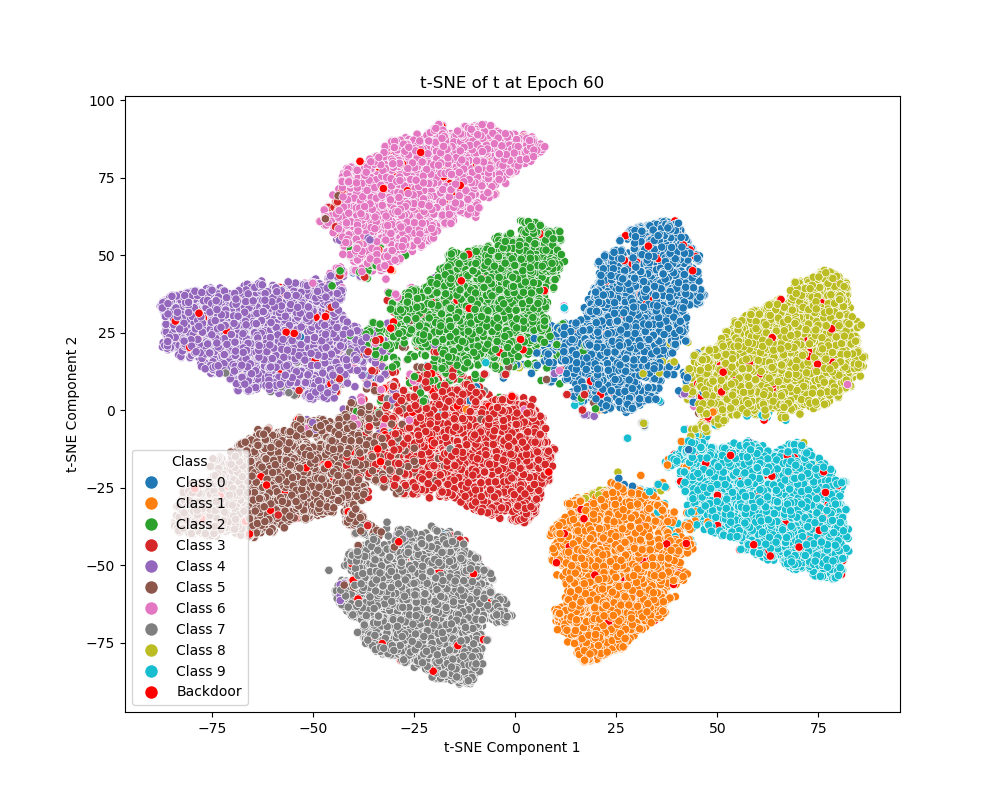 t-SNE of t at Epoch 60
100
75
50
25
0
−25
−50
−75
t-SNE Component 2
Class
Class 0
Class 1
Class 2
Class 3
Class 4
Class 5
Class 6
Class 7
Class 8
Class 9
Backdoor
−75 −50 −25 0 25 50 75
t-SNE Component 1